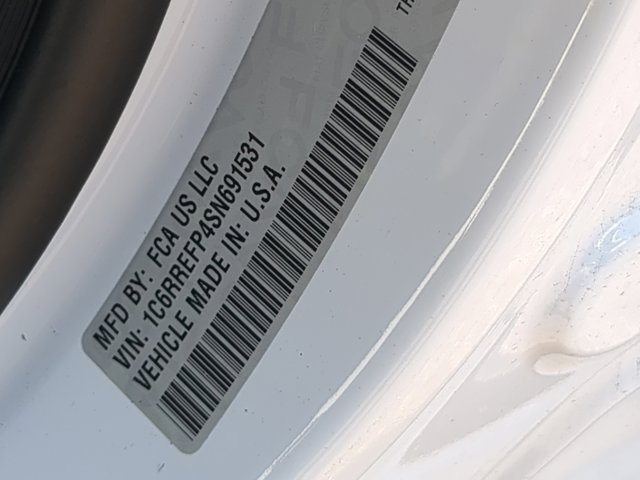 MFD BY: FCA US LLC
VIN: 1C6RREFP4SN691531
VEHICLE MADE IN: U.S.A.